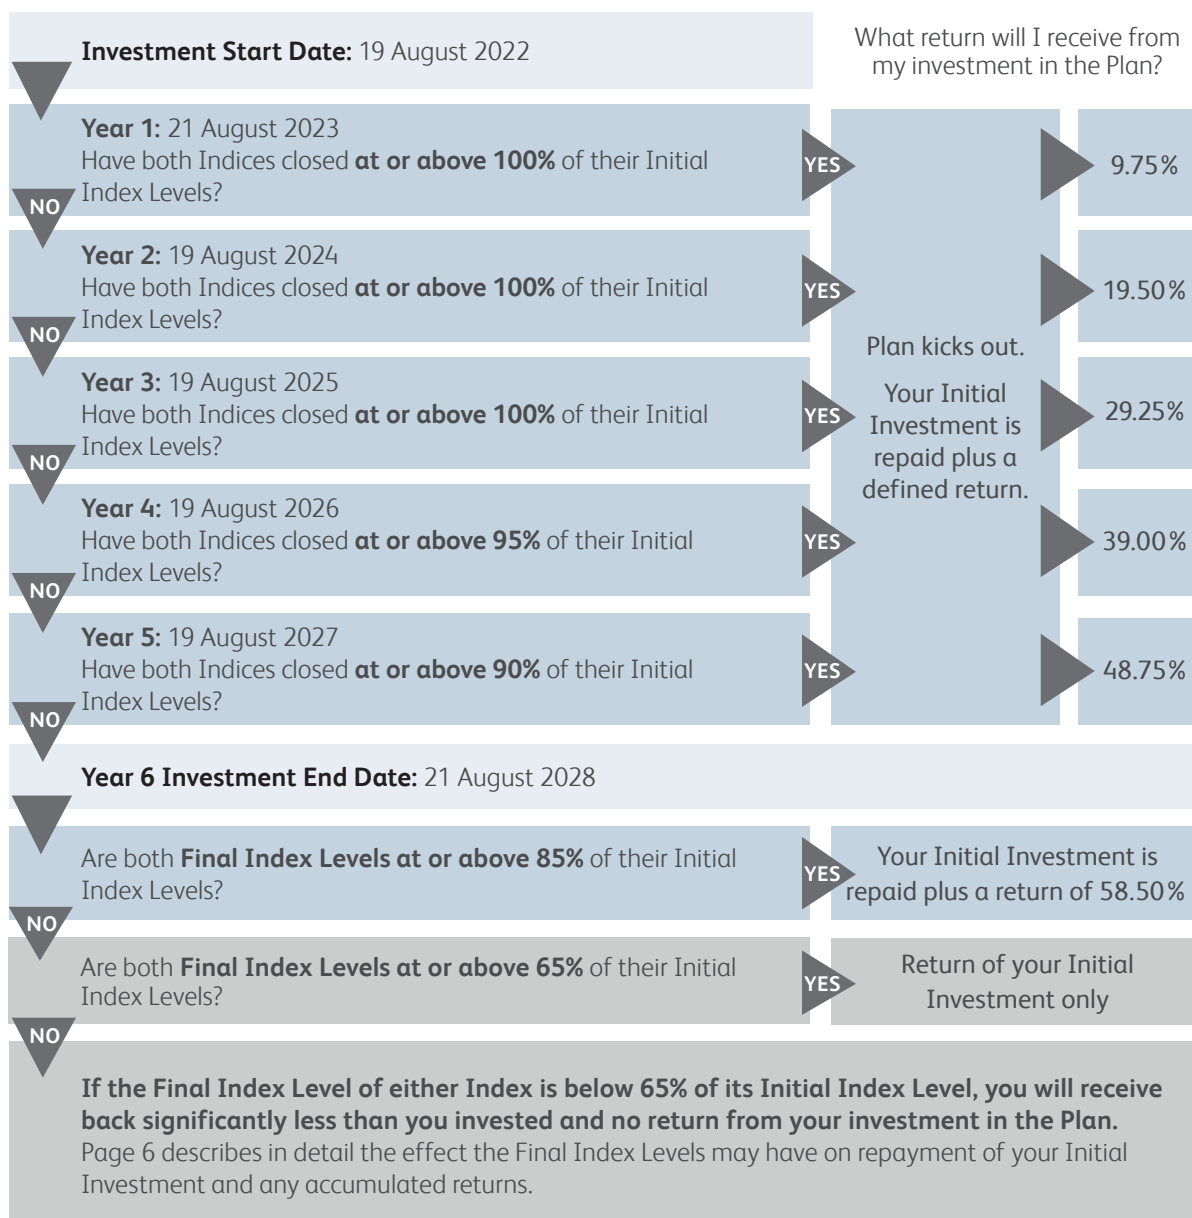 Investment Start Date: 19 August 2022
What return will I receive from
my investment in the Plan?
Year 1: 21 August 2023
Have both Indices closed at or above 100% of their Initial
Index Levels?
YES
9.75%
NO
Year 2: 19 August 2024
Have both Indices closed at or above 100% of their Initial
Index Levels?
YES
19.50%
NO
Plan kicks out.
Your Initial
Investment is
repaid plus a
defined return.
Year 3: 19 August 2025
Have both Indices closed at or above 100% of their Initial
Index Levels?
YES
29.25%
NO
Year 4: 19 August 2026
Have both Indices closed at or above 95% of their Initial
Index Levels?
YES
39.00%
NO
Year 5: 19 August 2027
Have both Indices closed at or above 90% of their Initial
Index Levels?
YES
48.75%
NO
Year 6 Investment End Date: 21 August 2028
Are both Final Index Levels at or above 85% of their Initial
Index Levels?
YES
Your Initial Investment is
repaid plus a return of 58.50%
NO
Are both Final Index Levels at or above 65% of their Initial
Index Levels?
YES
Return of your Initial
Investment only
NO
If the Final Index Level of either Index is below 65% of its Initial Index Level, you will receive
back significantly less than you invested and no return from your investment in the Plan.
Page 6 describes in detail the effect the Final Index Levels may have on repayment of your Initial
Investment and any accumulated returns.